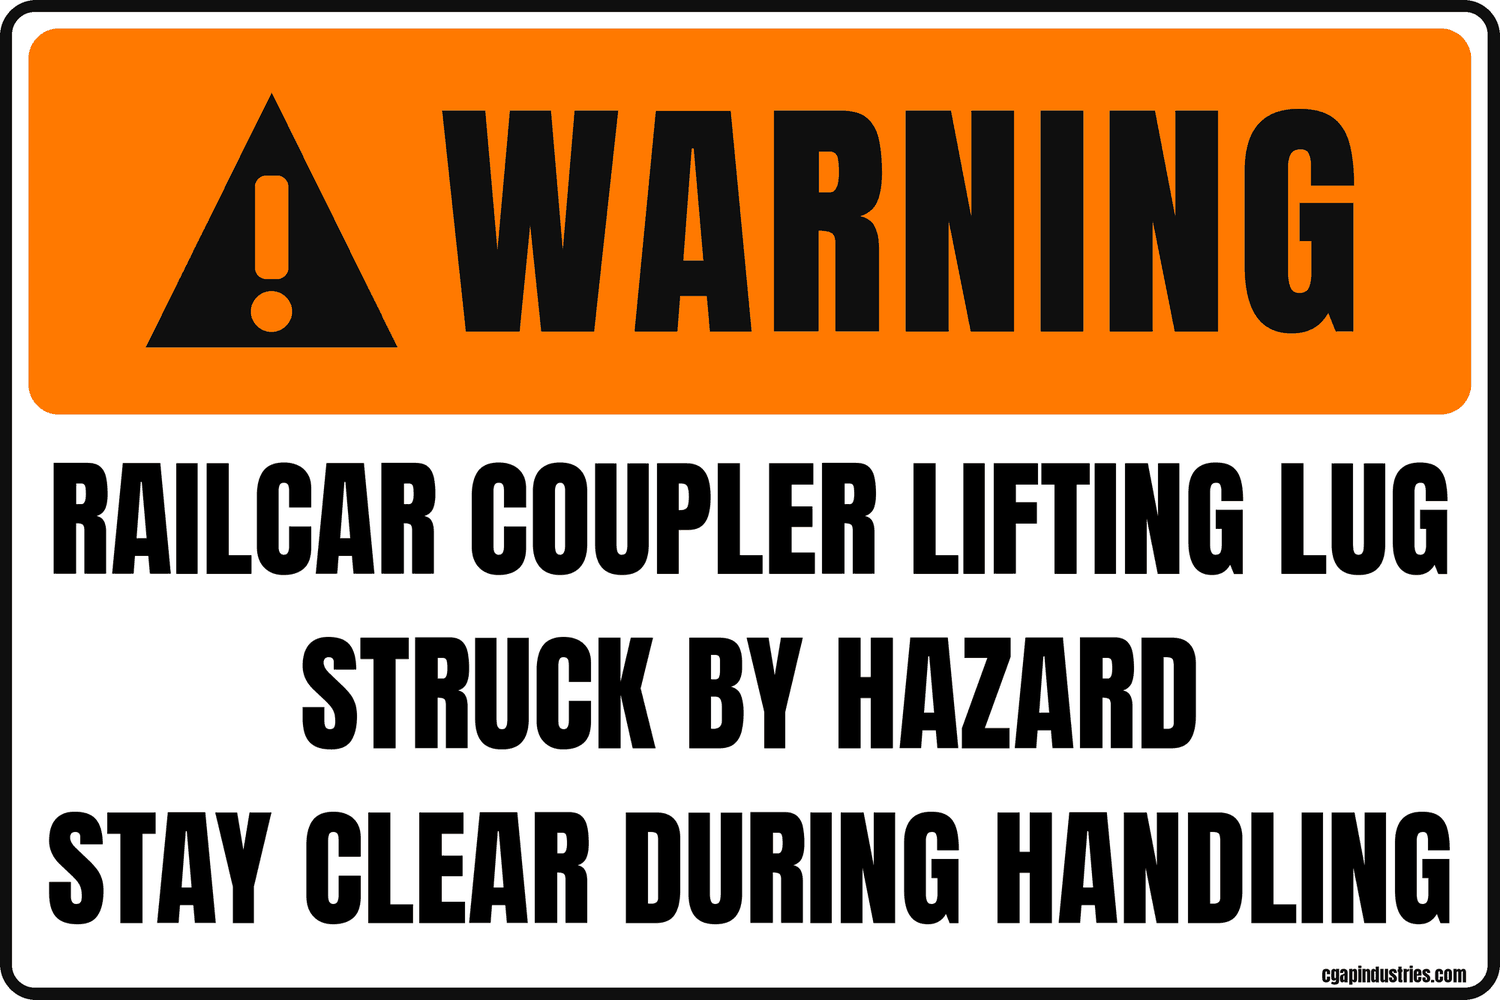 WARNING
RAILCAR COUPLER LIFTING LUG
STRUCK BY HAZARD
STAY CLEAR DURING HANDLING
cgapindustries.com